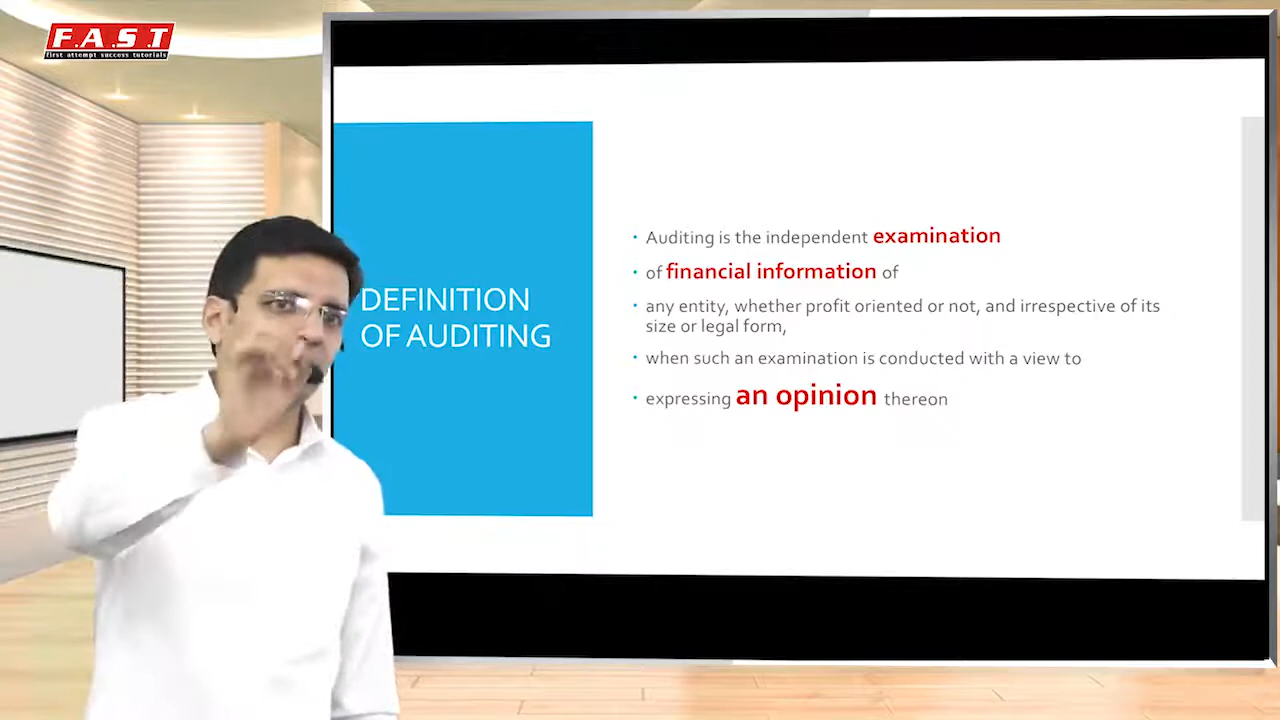 F.A.S.T
first attempt success tutorials
DEFINITION
OF AUDITING
• Auditing is the independent examination
• of financial information of
• any entity, whether profit oriented or not, and irrespective of its
size or legal form,
• when such an examination is conducted with a view to
• expressing an opinion thereon